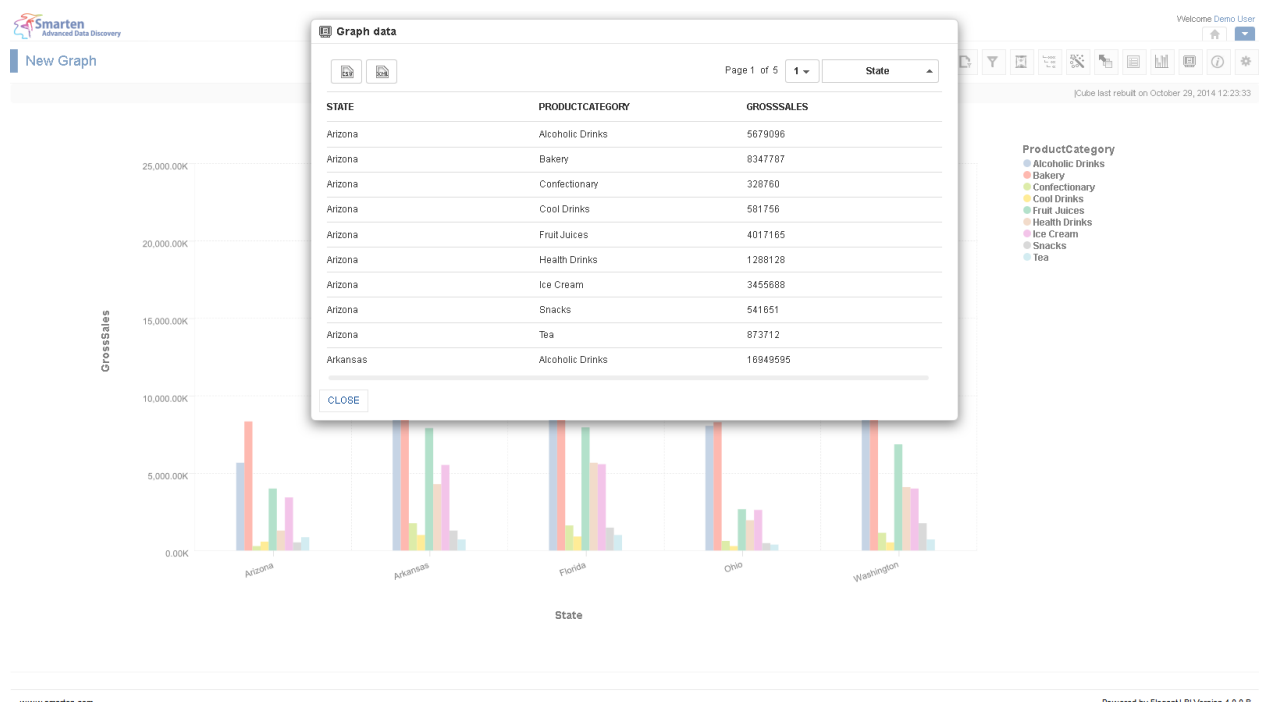 Smarten
Advanced Data Discovery
Welcome Demo User
New Graph
|Cube last rebuilt on October 29, 2014 12:23:33
Graph data
CSV
Page 1 of 5
1
State
STATE PRODUCTCATEGORY GROSSSALES
Arizona Alcoholic Drinks 5679096
Arizona Bakery 8347787
Arizona Confectionary 328760
Arizona Cool Drinks 581756
Arizona Fruit Juices 4017165
Arizona Health Drinks 1288128
Arizona Ice Cream 3455688
Arizona Snacks 541651
Arizona Tea 873712
Arkansas Alcoholic Drinks 16949595
CLOSE
GrossSales
25,000.00K
20,000.00K
15,000.00K
10,000.00K
5,000.00K
0.00K
Arizona
Arkansas
Florida
Ohio
Washington
State
ProductCategory
Alcoholic Drinks
Bakery
Confectionary
Cool Drinks
Fruit Juices
Health Drinks
Ice Cream
Snacks
Tea